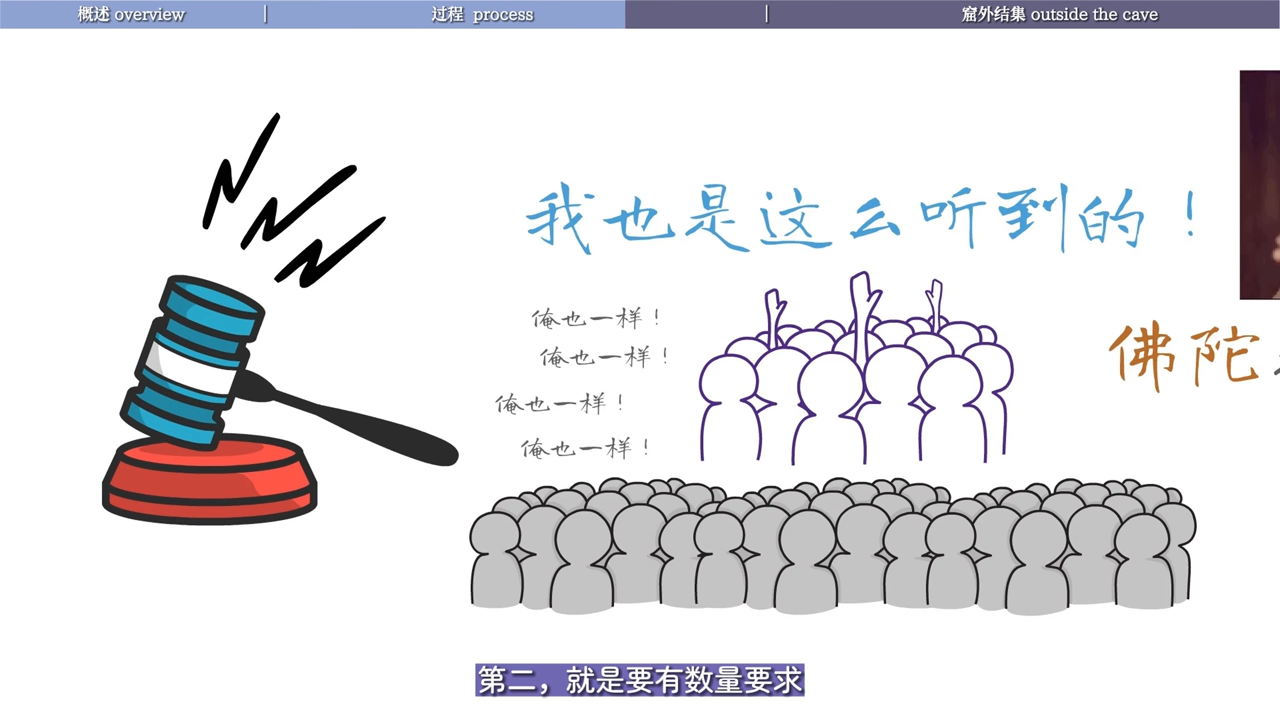 概述 overview | 过程 process | 窟外结集 outside the cave
我也是这么听到的！
俺也一样！
佛陀
俺也一样！
俺也一样！
俺也一样！
第二，就是要有数量要求